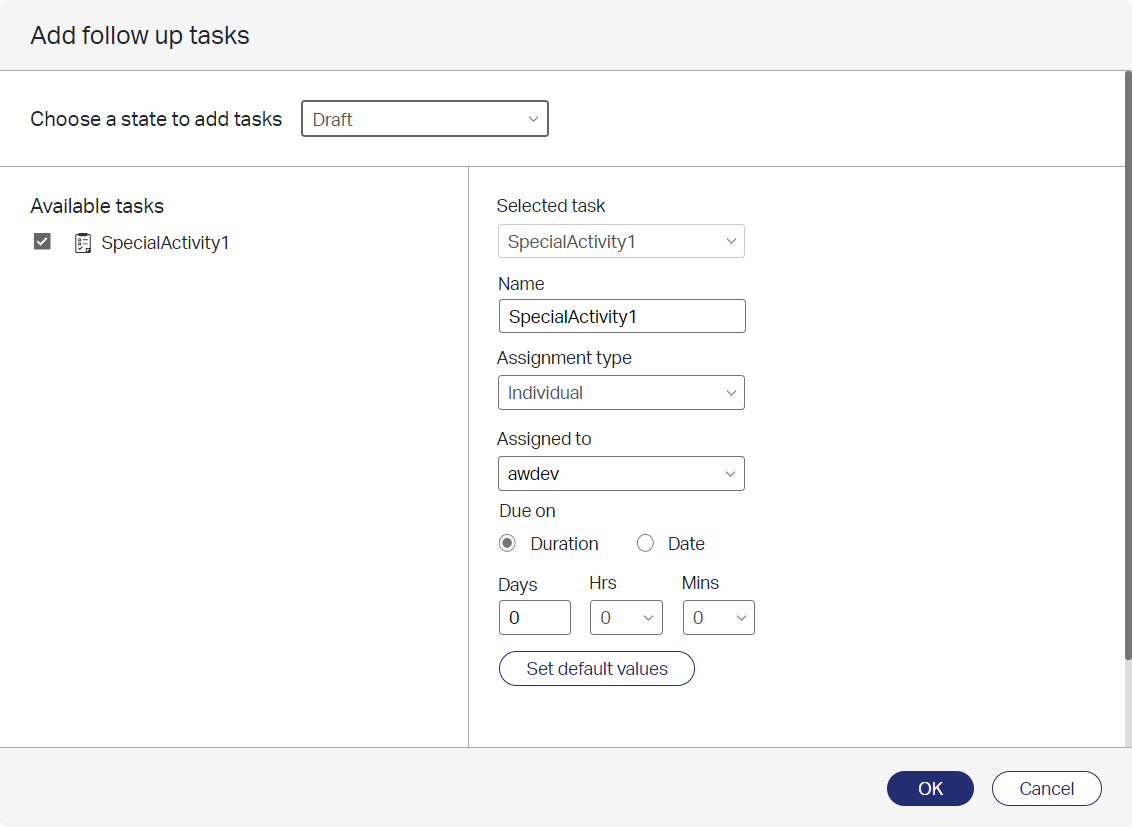 Add follow up tasks
Choose a state to add tasks
Draft
Available tasks
SpecialActivity1
Selected task
SpecialActivity1
Name
SpecialActivity1
Assignment type
Individual
Assigned to
awdev
Due on
Duration Date
Days Hrs Mins
0 0 0
Set default values
OK Cancel